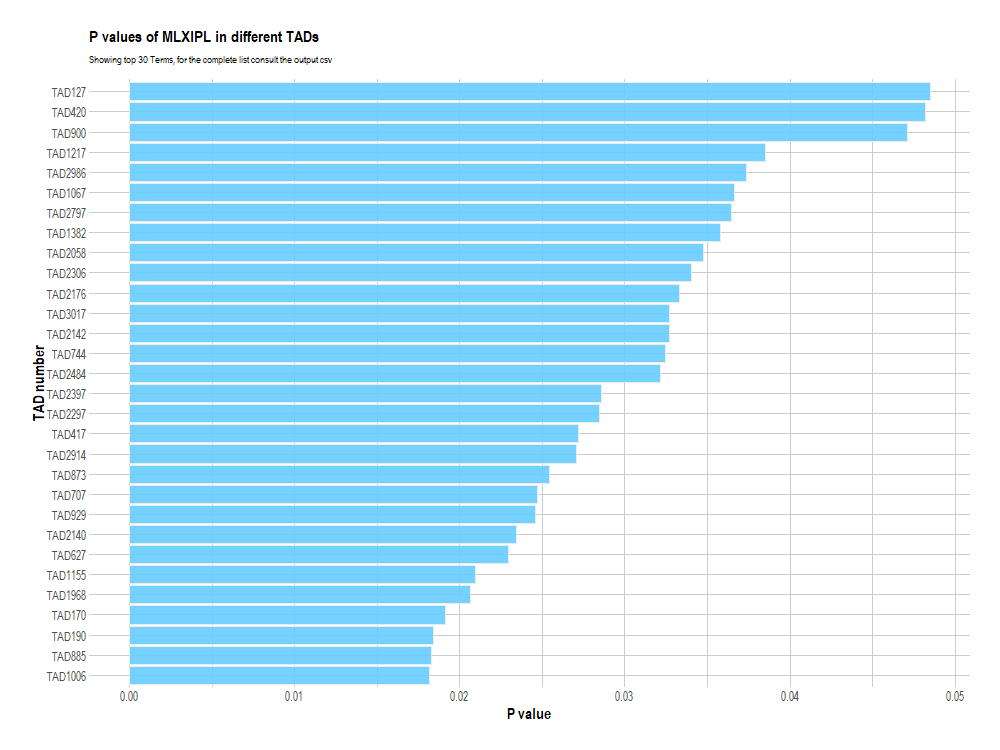 P values of MLXIPL in different TADs
Showing top 30 Terms, for the complete list consult the output csv
TAD127
TAD420
TAD900
TAD1217
TAD2986
TAD1067
TAD2797
TAD1382
TAD2058
TAD2306
TAD2176
TAD3017
TAD2142
TAD744
TAD2484
TAD2397
TAD2297
TAD417
TAD2914
TAD873
TAD707
TAD929
TAD2140
TAD627
TAD1155
TAD1968
TAD170
TAD190
TAD885
TAD1006
TAD number
0.00 0.01 0.02 0.03 0.04 0.05
P value